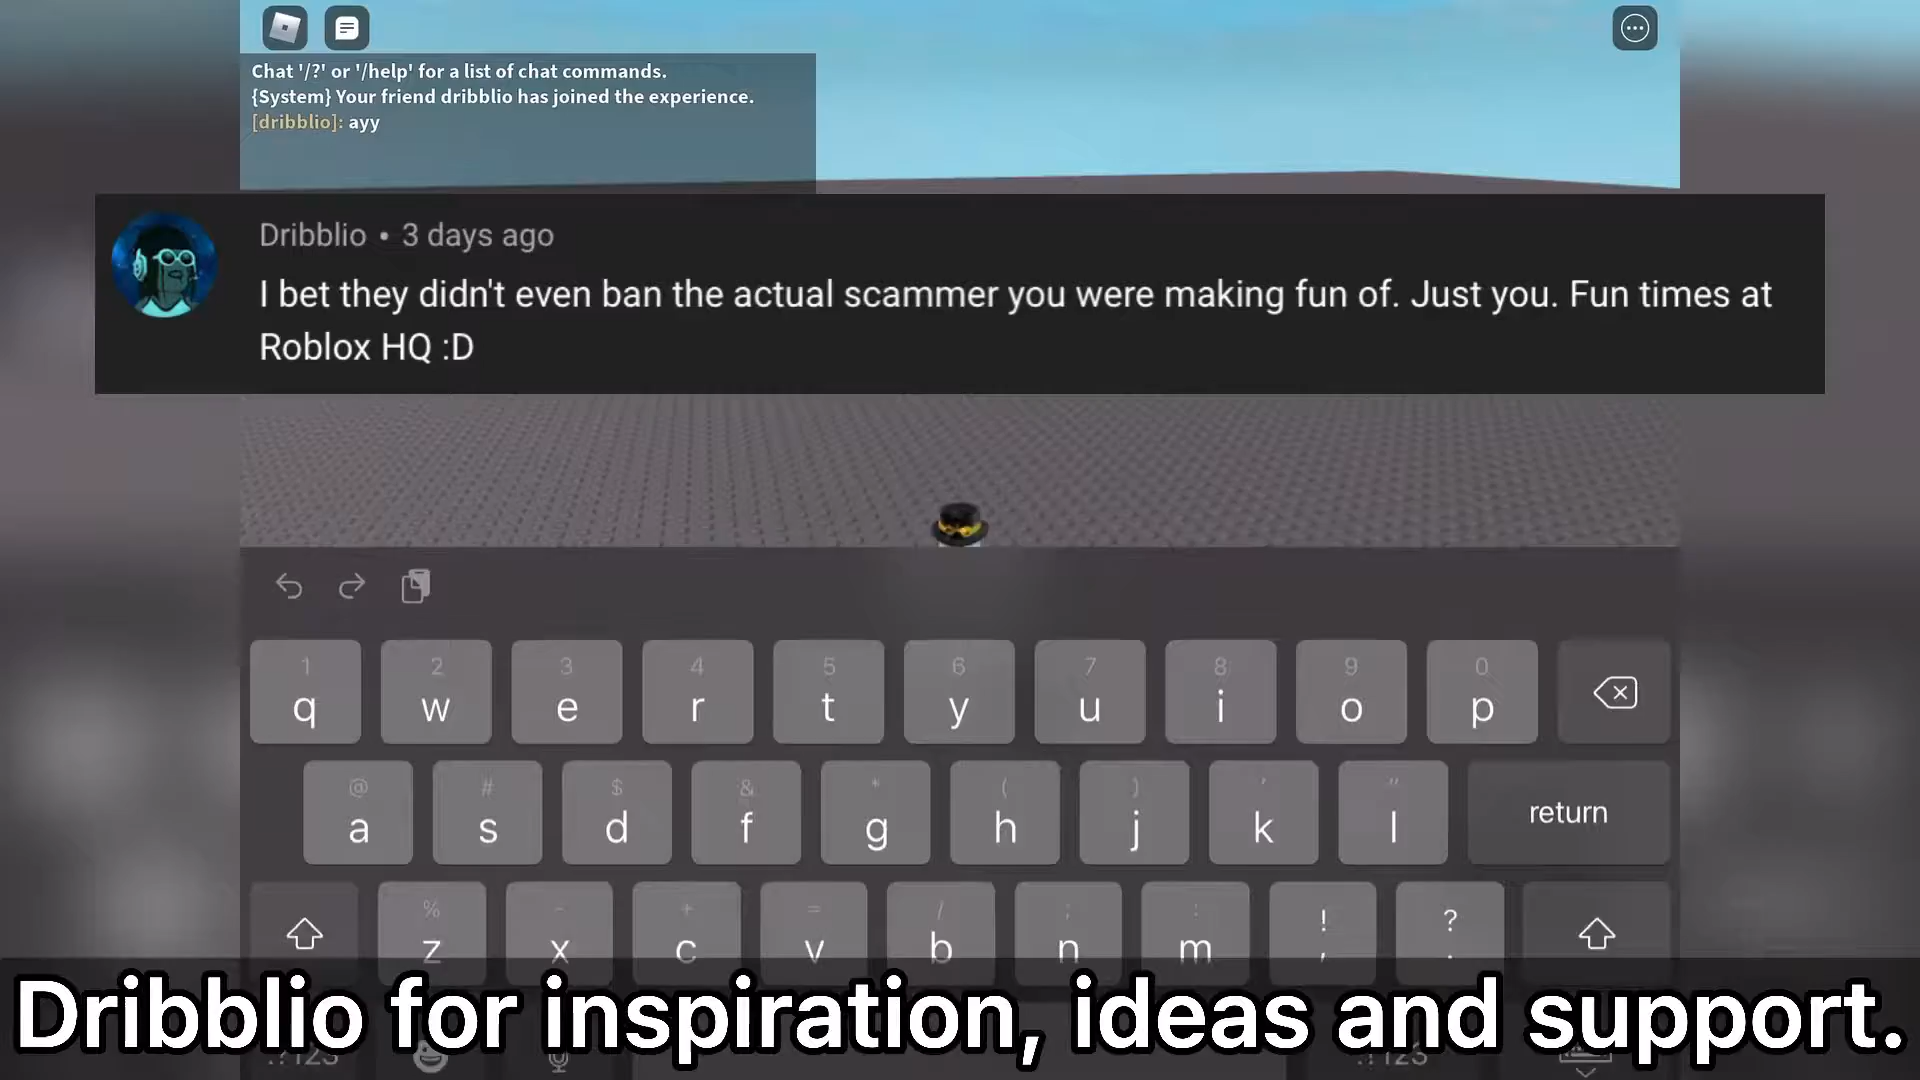 Chat '/?' or '/help' for a list of chat commands.
{System} Your friend dribblio has joined the experience.
[dribblio]: ayy
Dribblio • 3 days ago
I bet they didn't even ban the actual scammer you were making fun of. Just you. Fun times at
Roblox HQ :D
1 2 3 4 5 6 7 8 9 0
q w e r t y u i o p
@ # $ & * ( ) ' "
a s d f g h j k l return
% - + = / ; : ! ?
z x c v b n m , .
Dribblio for inspiration, ideas and support.
.?123 .?123